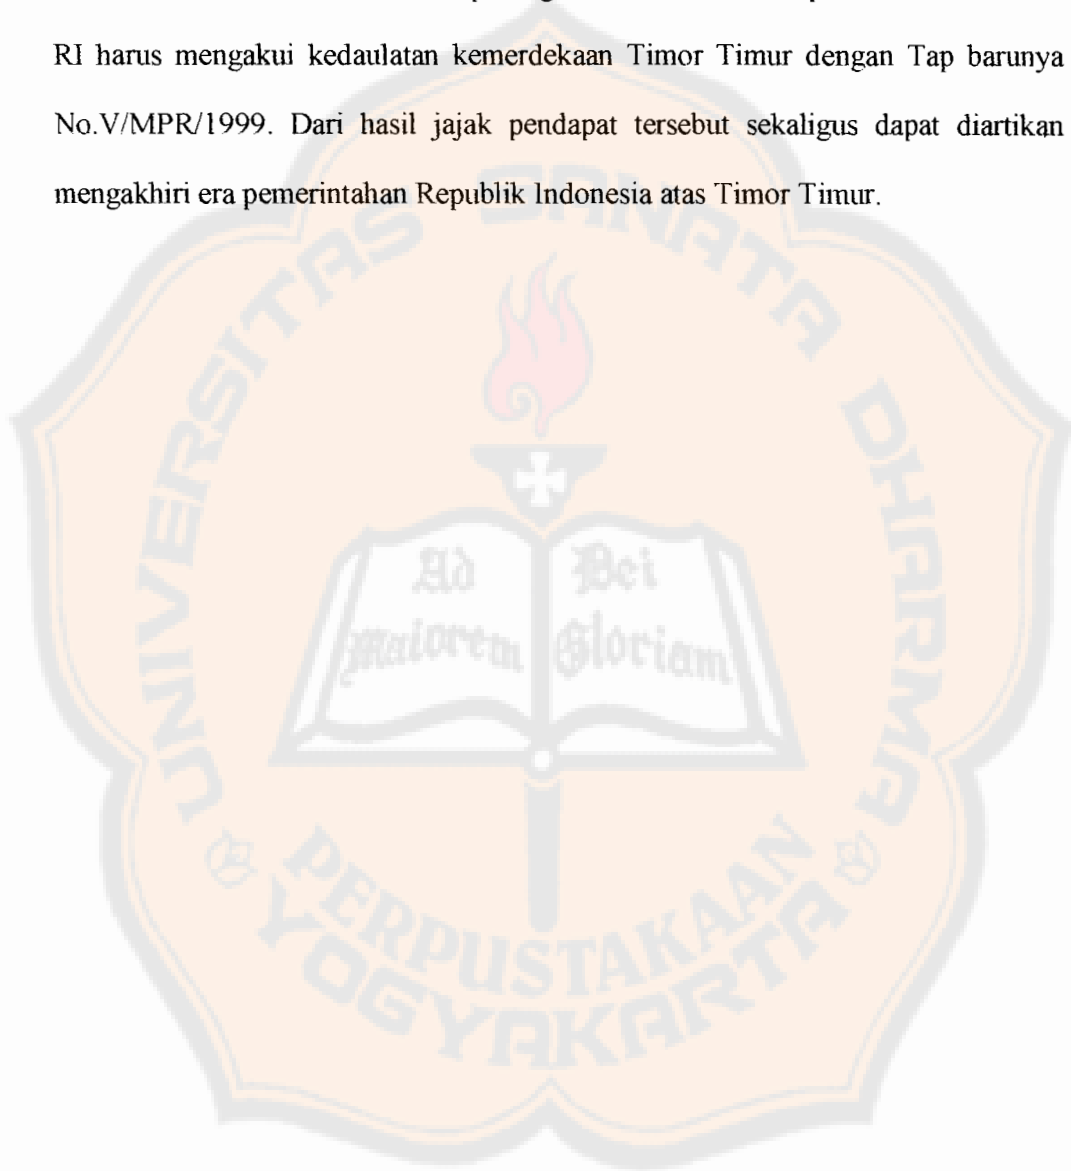 RI harus mengakui kedaulatan kemerdekaan Timor Timur dengan Tap barunya
No.V/MPR/1999. Dari hasil jajak pendapat tersebut sekaligus dapat diartikan
mengakhiri era pemerintahan Republik Indonesia atas Timor Timur.
UNIVERSITAS SANATA DHARMA
Ad Dei
Maiorem Gloriam
PERPUSTAKAAN
YOGYAKARTA